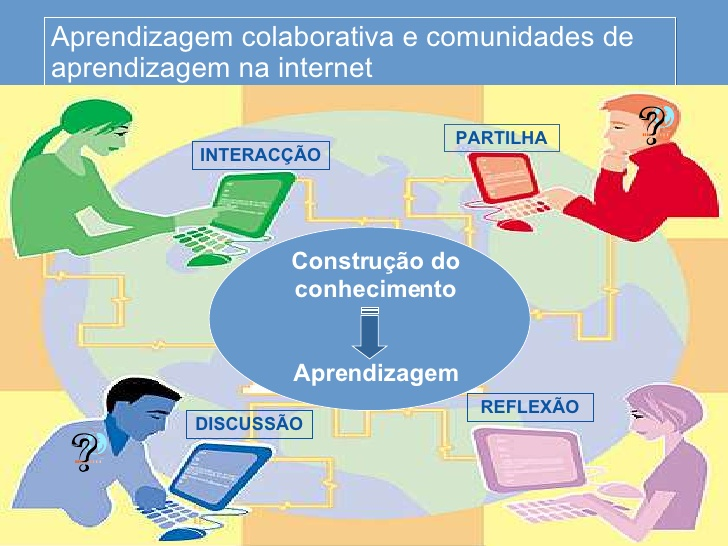 Aprendizagem colaborativa e comunidades de
aprendizagem na internet
PARTILHA
INTERACÇÃO
Construção do
conhecimento
Aprendizagem
REFLEXÃO
DISCUSSÃO
?
?